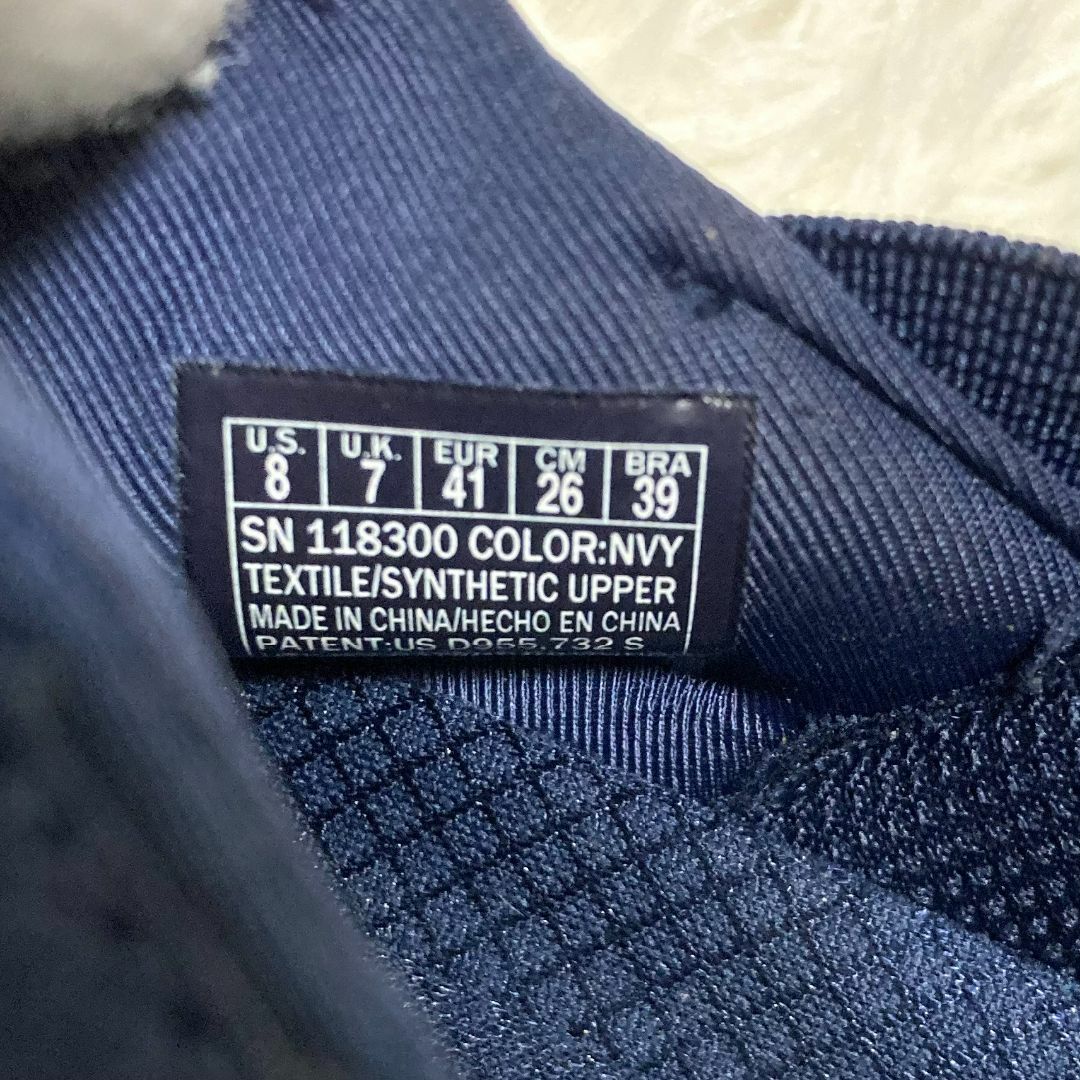 U.S. U.K. EUR CM BRA
8 7 41 26 39
SN 118300 COLOR:NVY
TEXTILE/SYNTHETIC UPPER
MADE IN CHINA/HECHO EN CHINA
PATENT:US D955,732 S